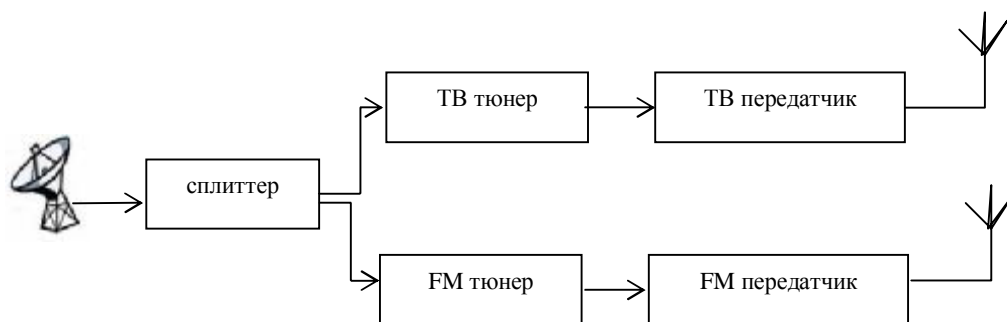 ТВ тюнер
ТВ передатчик
сплиттер
FM тюнер
FM передатчик